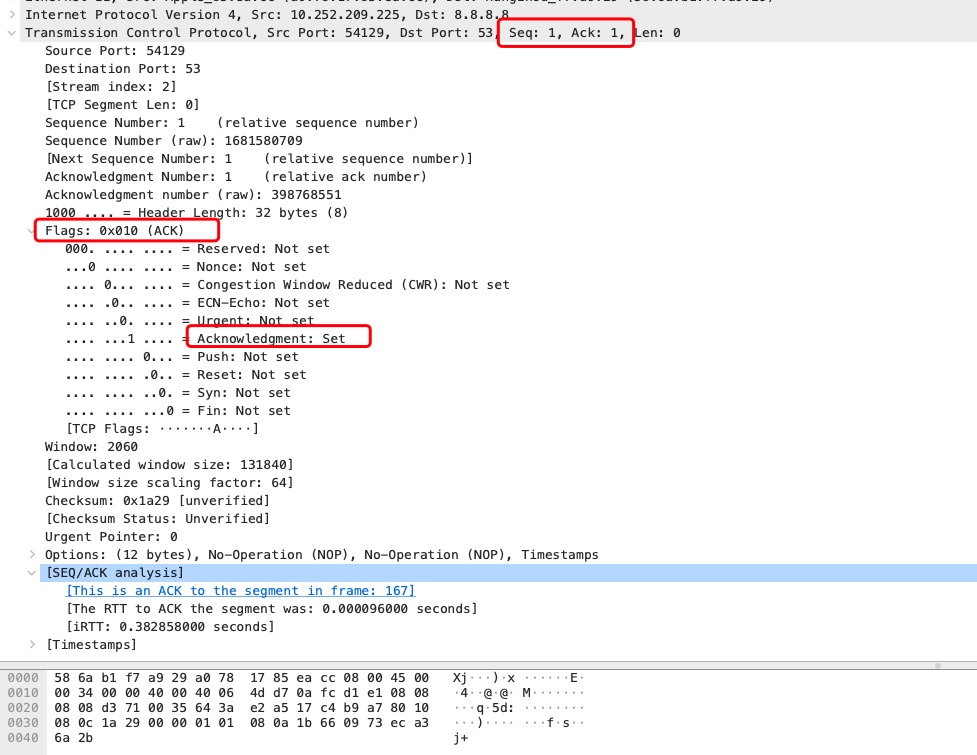 Internet Protocol Version 4, Src: 10.252.209.225, Dst: 8.8.8.8
Transmission Control Protocol, Src Port: 54129, Dst Port: 53, Seq: 1, Ack: 1, Len: 0
Source Port: 54129
Destination Port: 53
[Stream index: 2]
[TCP Segment Len: 0]
Sequence Number: 1    (relative sequence number)
Sequence Number (raw): 1681580709
[Next Sequence Number: 1    (relative sequence number)]
Acknowledgment Number: 1    (relative ack number)
Acknowledgment number (raw): 398768551
1000 .... = Header Length: 32 bytes (8)
Flags: 0x010 (ACK)
000. .... .... = Reserved: Not set
...0 .... .... = Nonce: Not set
.... 0... .... = Congestion Window Reduced (CWR): Not set
.... .0.. .... = ECN-Echo: Not set
.... ..0. .... = Urgent: Not set
.... ...1 .... = Acknowledgment: Set
.... .... 0... = Push: Not set
.... .... .0.. = Reset: Not set
.... .... ..0. = Syn: Not set
.... .... ...0 = Fin: Not set
[TCP Flags: ·······A····]
Window: 2060
[Calculated window size: 131840]
[Window size scaling factor: 64]
Checksum: 0x1a29 [unverified]
[Checksum Status: Unverified]
Urgent Pointer: 0
Options: (12 bytes), No-Operation (NOP), No-Operation (NOP), Timestamps
[SEQ/ACK analysis]
[This is an ACK to the segment in frame: 167]
[The RTT to ACK the segment was: 0.000096000 seconds]
[iRTT: 0.382858000 seconds]
[Timestamps]
0000 58 6a b1 f7 a9 29 a0 78 17 85 ea cc 08 00 45 00 Xj···)·x ······E·
0010 00 34 00 00 40 00 40 06 4d d7 0a fc d1 e1 08 08 ·4··@·@· M·······
0020 08 08 d3 71 00 35 64 3a e2 a5 17 c4 b9 a7 80 10 ···q·5d: ········
0030 08 0c 1a 29 00 00 01 01 08 0a 1b 66 09 73 ec a3 ···)···· ···f·s··
0040 6a 2b j+